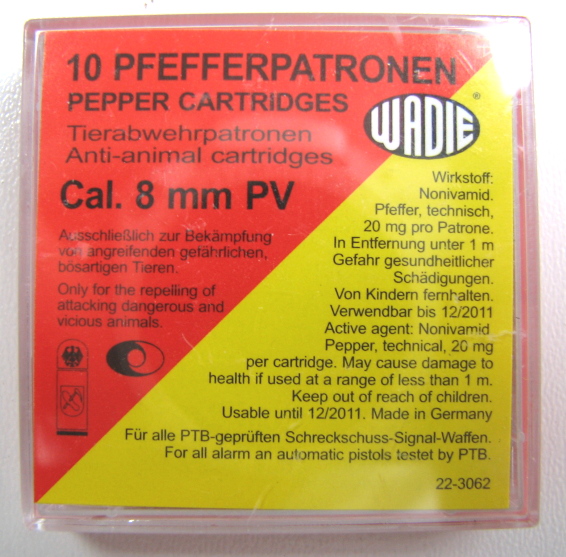 10 PFEFFERPATRONEN
PEPPER CARTRIDGES
Tierabwehrpatronen
Anti-animal cartridges
Cal. 8 mm PV
WADIE®
Ausschließlich zur Bekämpfung
von angreifenden gefährlichen,
bösartigen Tieren.
Only for the repelling of
attacking dangerous and
vicious animals.
Wirkstoff:
Nonivamid.
Pfeffer, technisch,
20 mg pro Patrone.
In Entfernung unter 1 m
Gefahr gesundheitlicher
Schädigungen.
Von Kindern fernhalten.
Verwendbar bis 12/2011
Active agent: Nonivamid.
Pepper, technical, 20 mg
per cartridge. May cause damage to
health if used at a range of less than 1 m.
Keep out of reach of children.
Usable until 12/2011. Made in Germany
Für alle PTB-geprüften Schreckschuss-Signal-Waffen.
For all alarm an automatic pistols testet by PTB.
22-3062